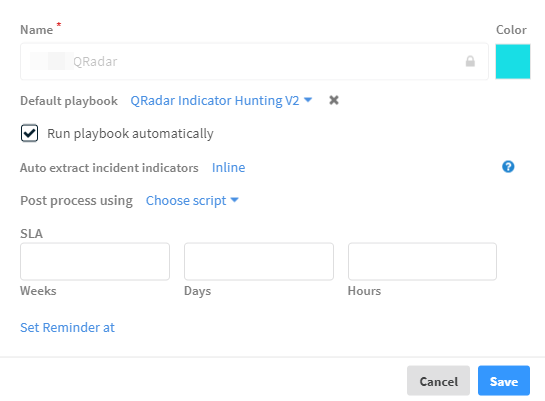 Name *
Color
QRadar
Default playbook QRadar Indicator Hunting V2
Run playbook automatically
Auto extract incident indicators Inline
Post process using Choose script
SLA
Weeks Days Hours
Set Reminder at
Cancel Save